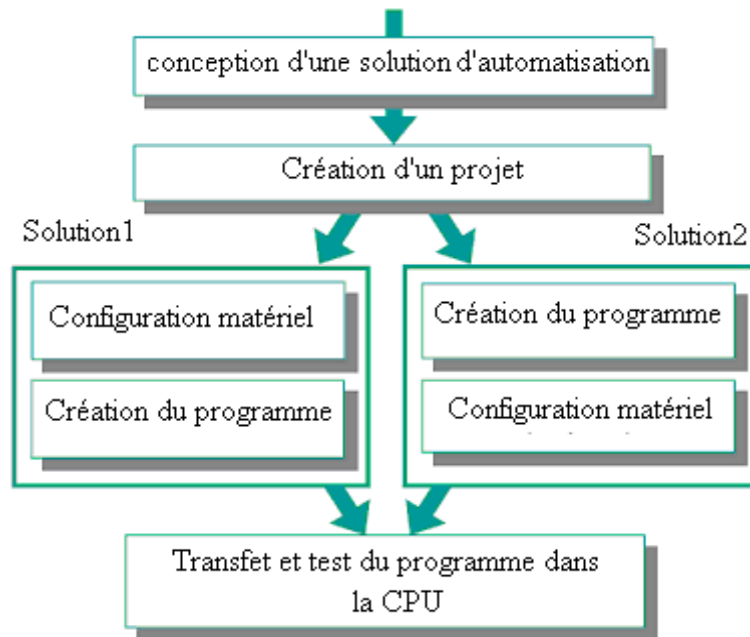 conception d'une solution d'automatisation
Création d'un projet
Solution1
Solution2
Configuration matériel
Création du programme
Création du programme
Configuration matériel
Transfet et test du programme dans
la CPU